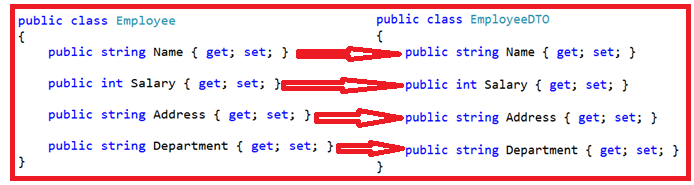 public class Employee
{
public string Name { get; set; }
public int Salary { get; set; }
public string Address { get; set; }
public string Department { get; set; }
}
public class EmployeeDTO
{
public string Name { get; set; }
public int Salary { get; set; }
public string Address { get; set; }
public string Department { get; set; }
}